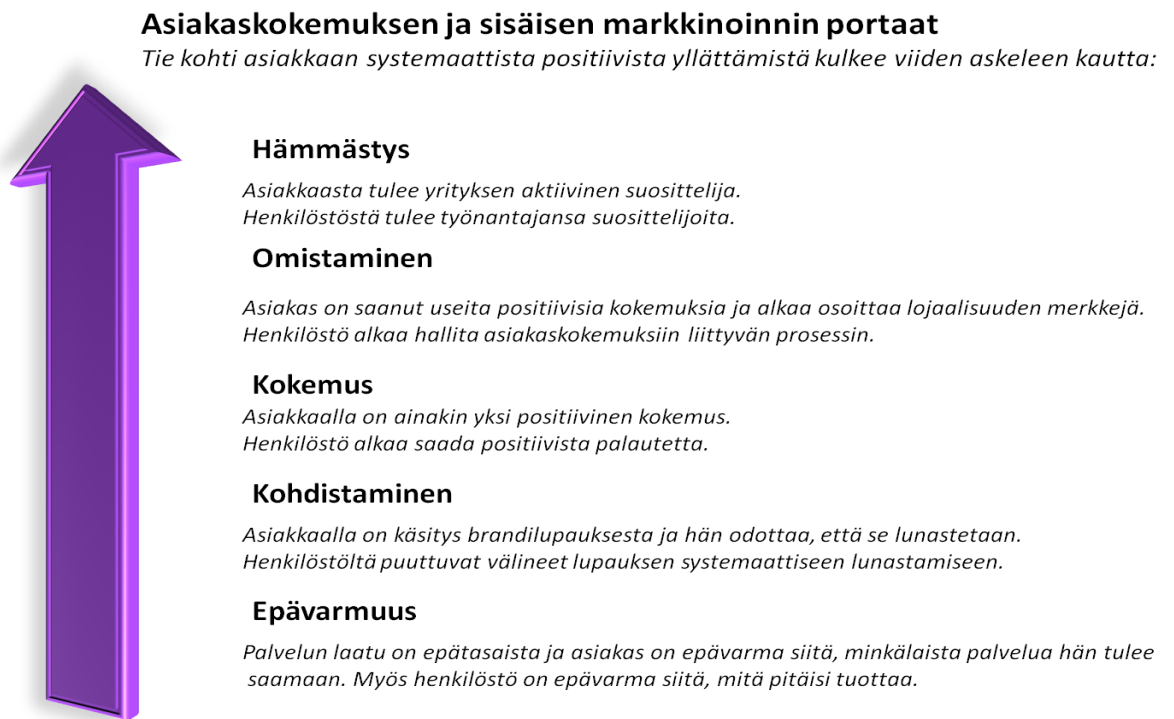 Asiakaskokemuksen ja sisäisen markkinoinnin portaat
Tie kohti asiakkaan systemaattista positiivista yllättämistä kulkee viiden askeleen kautta:
Hämmästys
Asiakkaasta tulee yrityksen aktiivinen suosittelija.
Henkilöstöstä tulee työnantajansa suosittelijoita.
Omistaminen
Asiakas on saanut useita positiivisia kokemuksia ja alkaa osoittaa lojaalisuuden merkkejä.
Henkilöstö alkaa hallita asiakaskokemuksiin liittyvän prosessin.
Kokemus
Asiakkaalla on ainakin yksi positiivinen kokemus.
Henkilöstö alkaa saada positiivista palautetta.
Kohdistaminen
Asiakkaalla on käsitys brandilupauksesta ja hän odottaa, että se lunastetaan.
Henkilöstöltä puuttuvat välineet lupauksen systemaattiseen lunastamiseen.
Epävarmuus
Palvelun laatu on epätasaista ja asiakas on epävarma siitä, minkälaista palvelua hän tulee
saamaan. Myös henkilöstö on epävarma siitä, mitä pitäisi tuottaa.